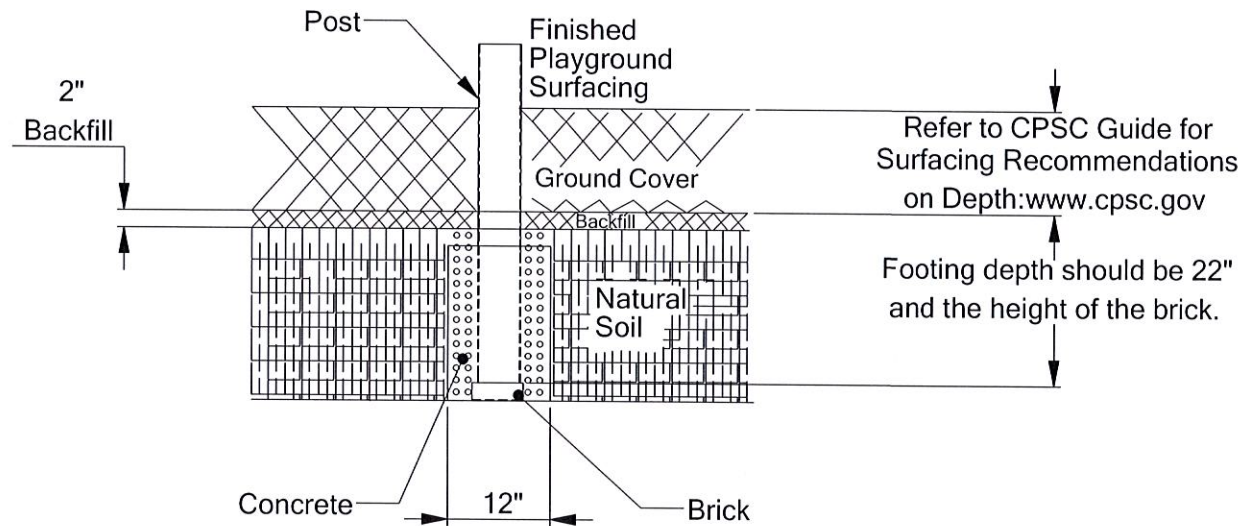 Post
Finished
Playground
Surfacing
2"
Backfill
Refer to CPSC Guide for
Surfacing Recommendations
on Depth:www.cpsc.gov
Ground Cover
Backfill
Footing depth should be 22"
and the height of the brick.
Natural
Soil
Concrete
12"
Brick